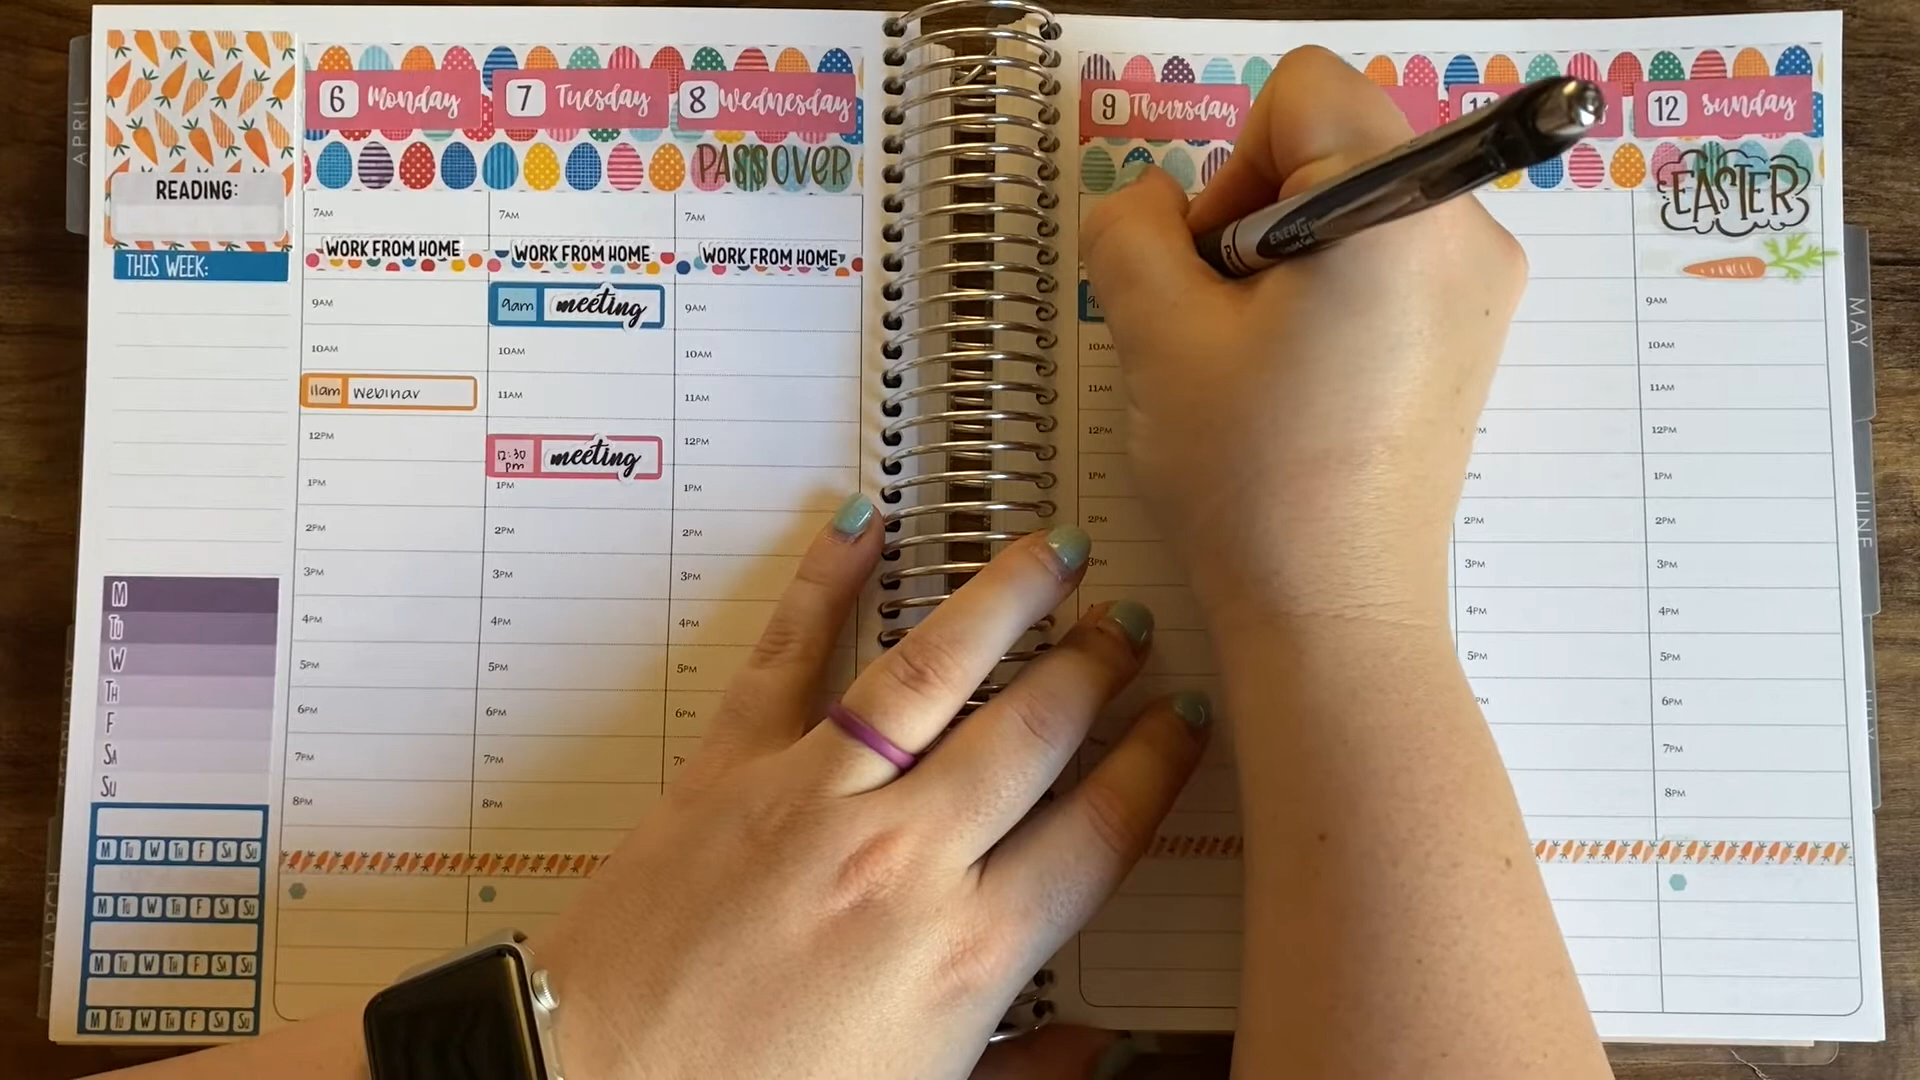 APRIL
READING:
THIS WEEK:
M
TU
W
TH
F
SA
SU
M TU W TH F SA SU
M TU W TH F SA SU
M TU W TH F SA SU
M TU W TH F SA SU
MARCH
6 Monday
7AM
WORK FROM HOME
9AM
10AM
11am webinar
12PM
1PM
2PM
3PM
4PM
5PM
6PM
7PM
8PM
7 Tuesday
7AM
WORK FROM HOME
9am meeting
10AM
11AM
12:30
pm meeting
1PM
2PM
3PM
4PM
5PM
6PM
7PM
8PM
8 Wednesday
PASSOVER
7AM
WORK FROM HOME
9AM
10AM
11AM
12PM
1PM
2PM
3PM
4PM
5PM
6PM
9 Thursday
10AM
11AM
12PM
1PM
2PM
3PM
ENERGEL
2PM
3PM
4PM
5PM
12 sunday
EASTER
9AM
10AM
11AM
12PM
1PM
2PM
3PM
4PM
5PM
6PM
7PM
8PM
MAY
JUNE